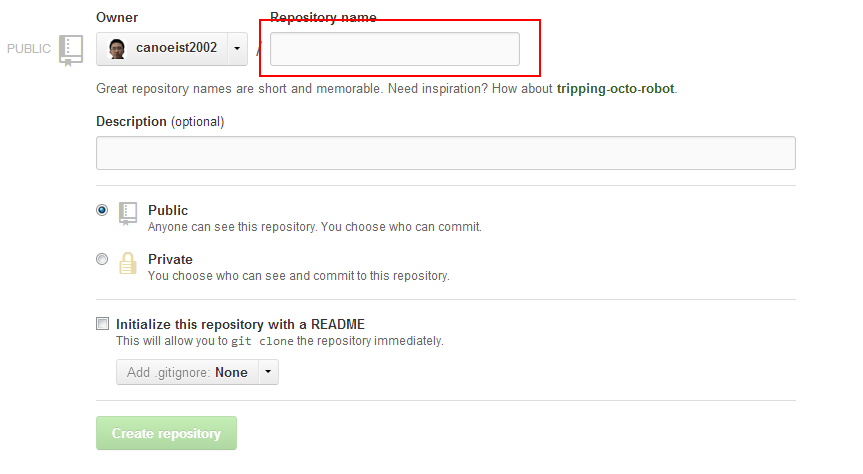 Owner
Repository name
PUBLIC
canoeist2002
/
Great repository names are short and memorable. Need inspiration? How about tripping-octo-robot.
Description (optional)
Public
Anyone can see this repository. You choose who can commit.
Private
You choose who can see and commit to this repository.
Initialize this repository with a README
This will allow you to git clone the repository immediately.
Add .gitignore: None
Create repository